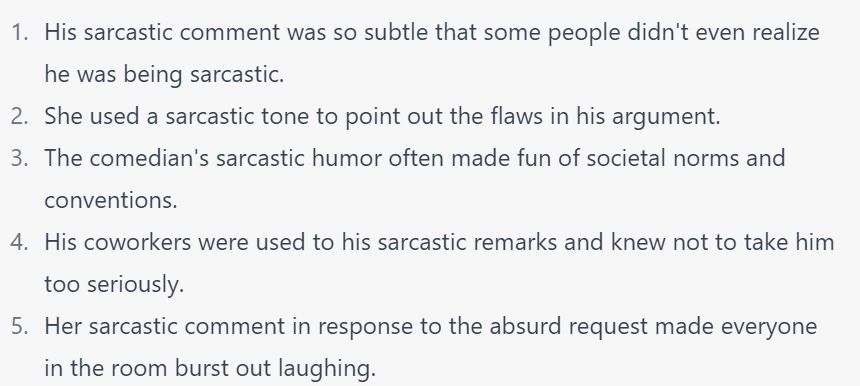 1. His sarcastic comment was so subtle that some people didn't even realize
he was being sarcastic.
2. She used a sarcastic tone to point out the flaws in his argument.
3. The comedian's sarcastic humor often made fun of societal norms and
conventions.
4. His coworkers were used to his sarcastic remarks and knew not to take him
too seriously.
5. Her sarcastic comment in response to the absurd request made everyone
in the room burst out laughing.